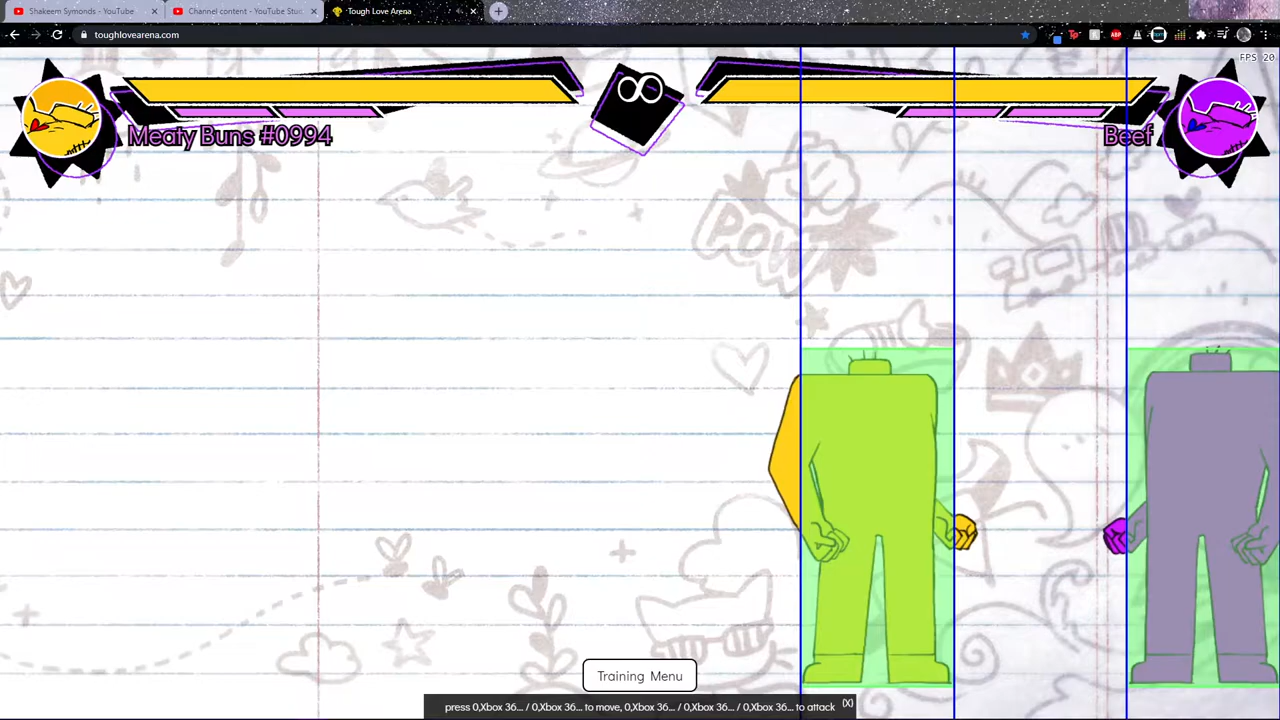 Shakeem Symonds - YouTube
Channel content - YouTube Stu
Tough Love Arena
toughlovearena.com
FPS 20
Meaty Buns #0994
Beef
POW
Training Menu
press 0,Xbox 36... / 0,Xbox 36... to move, 0,Xbox 36... / 0,Xbox 36... / 0,Xbox 36... to attack
(X)